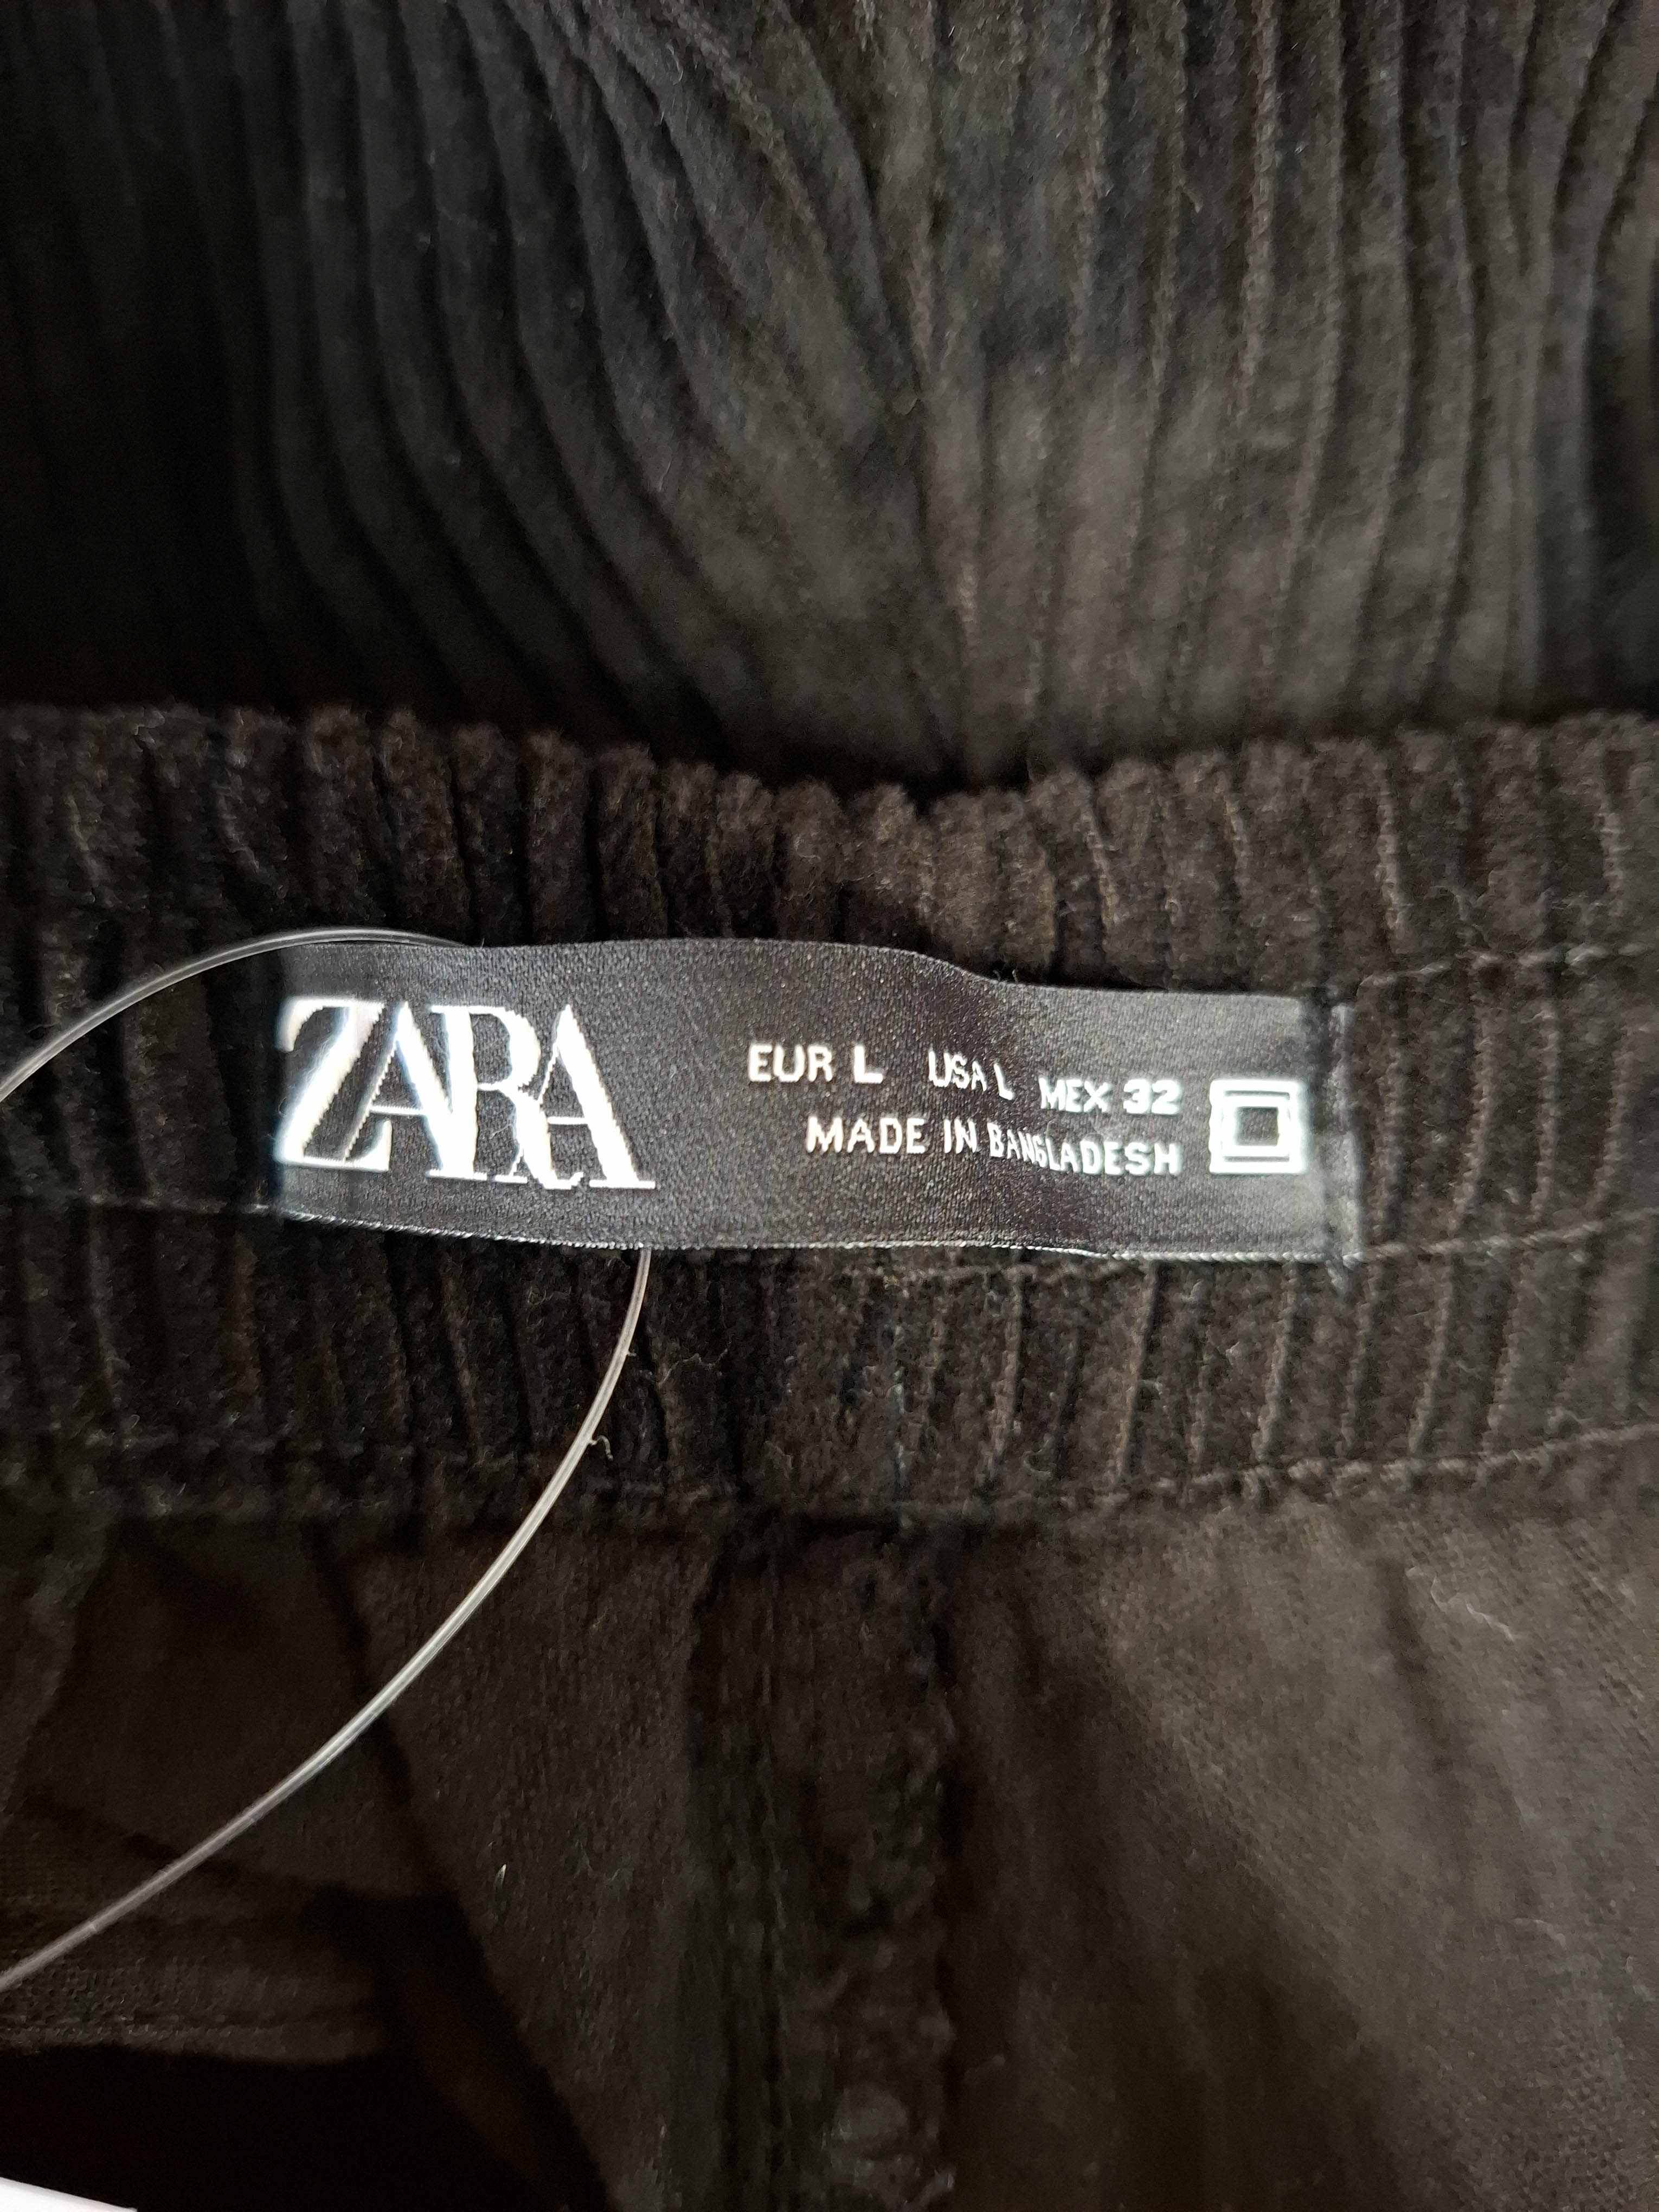 ZARA
EUR L USA L MEX 32
MADE IN BANGLADESH